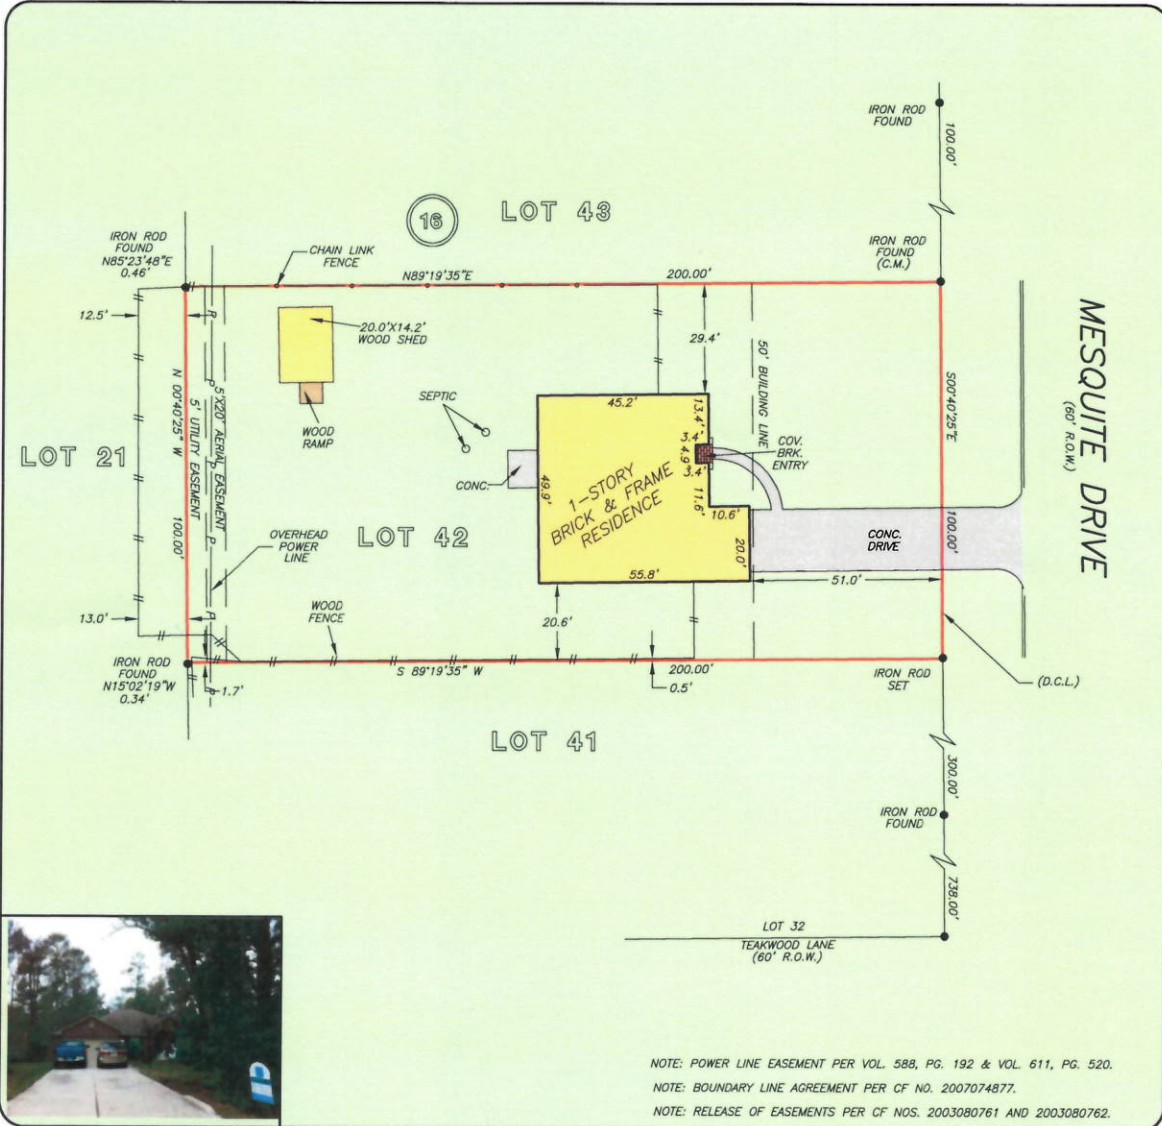 IRON ROD
FOUND
100.00'
16
LOT 43
IRON ROD
FOUND
N85°23'48"E
0.46'
CHAIN LINK
FENCE
N89°19'35"E
200.00'
IRON ROD
FOUND
(C.M.)
MESQUITE DRIVE
(60' R.O.W.)
12.5'
20.0'X14.2'
WOOD SHED
29.4'
50' BUILDING LINE
S00°40'25"E
N 00°40'25" W
5'X20' AERIAL EASEMENT
5' UTILITY EASEMENT
P
P
P
P
P
P
SEPTIC
45.2'
13.4'
3.4'
4.9'
3.4'
COV.
BRK.
ENTRY
WOOD
RAMP
LOT 21
CONC.
49.9'
1-STORY
BRICK & FRAME
RESIDENCE
11.6'
10.6'
100.00'
OVERHEAD
POWER
LINE
LOT 42
20.0'
CONC.
DRIVE
100.00'
55.8'
51.0'
13.0'
WOOD
FENCE
20.6'
IRON ROD
FOUND
N15°02'19"W
0.34'
1.7'
S 89°19'35" W
200.00'
0.5'
IRON ROD
SET
(D.C.L.)
LOT 41
300.00'
IRON ROD
FOUND
738.00'
LOT 32
TEAKWOOD LANE
(60' R.O.W.)
NOTE: POWER LINE EASEMENT PER VOL. 588, PG. 192 & VOL. 611, PG. 520.
NOTE: BOUNDARY LINE AGREEMENT PER CF NO. 2007074877.
NOTE: RELEASE OF EASEMENTS PER CF NOS. 2003080761 AND 2003080762.